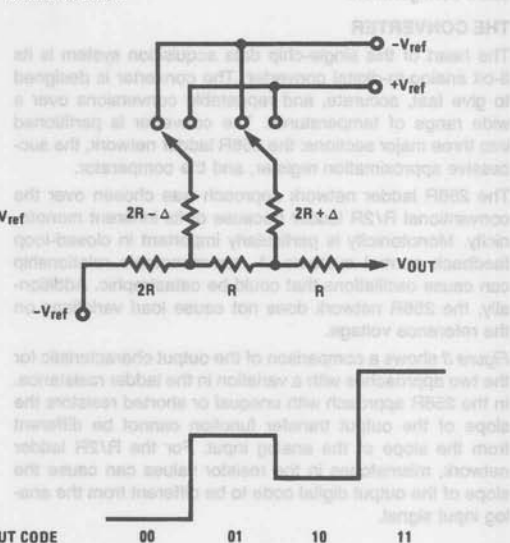 −Vref
+Vref
2R − Δ
2R + Δ
Vref
VOUT
2R
R
R
−Vref
UT CODE
00
01
10
11
THE CONVERTER
The heart of this single-chip data acquisition system is its
8-bit analog-to-digital converter. The converter is designed
to give fast, accurate, and repeatable conversions over a
wide range of temperatures. The converter is partitioned
into three major sections: the 256R ladder network, the suc-
cessive approximation register, and the comparator.
The 256R ladder network approach was chosen over the
conventional R/2R ladder because of its inherent monoto-
nicity. Monotonicity is particularly important in closed-loop
feedback control relationship
can cause oscillations that could be catastrophic. Addition-
ally, the 256R network does not cause load variations on
the reference voltage.
Figure shows a comparison of the output characteristic for
the two approaches with a variation in the ladder resistance.
In the 256R approach with unequal or shorted resistors the
slope of the output transfer function cannot be different
from the slope of the analog input. For the R/2R ladder
network, mismatches in the resistor values can cause the
slope of the output digital code to be different from the ana-
log input signal.